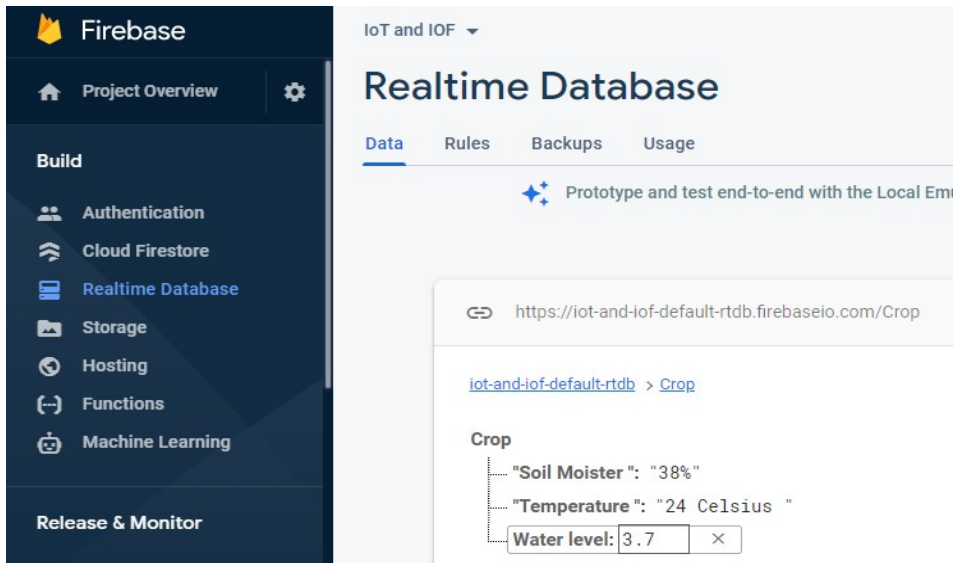 Firebase
Project Overview
Build
Authentication
Cloud Firestore
Realtime Database
Storage
Hosting
Functions
Machine Learning
Release & Monitor
IoT and IOF
Realtime Database
Data Rules Backups Usage
Prototype and test end-to-end with the Local
https://iot-and-iof-default-rtdb.firebaseio.com/Crop
iot-and-iof-default-rtdb > Crop
Crop
"Soil Moister ": "38%"
"Temperature ": "24 Celsius "
Water level: 3.7 ×